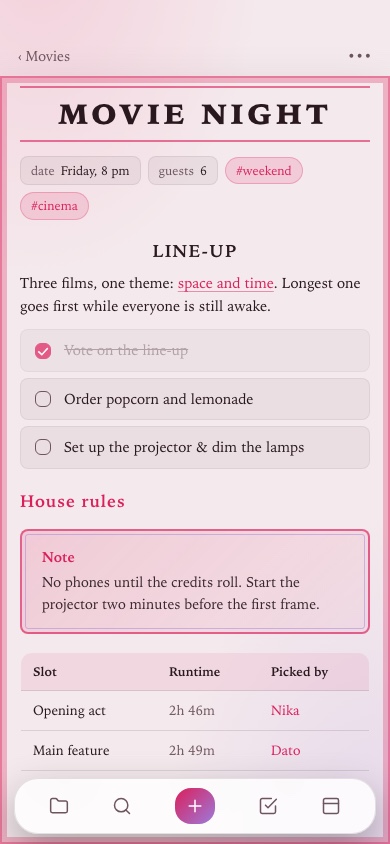 ‹ Movies
MOVIE NIGHT
date Friday, 8 pm guests 6 #weekend
#cinema
LINE-UP
Three films, one theme: space and time. Longest one
goes first while everyone is still awake.
Vote on the line-up
Order popcorn and lemonade
Set up the projector & dim the lamps
House rules
Note
No phones until the credits roll. Start the
projector two minutes before the first frame.
Slot Runtime Picked by
Opening act 2h 46m Nika
Main feature 2h 49m Dato